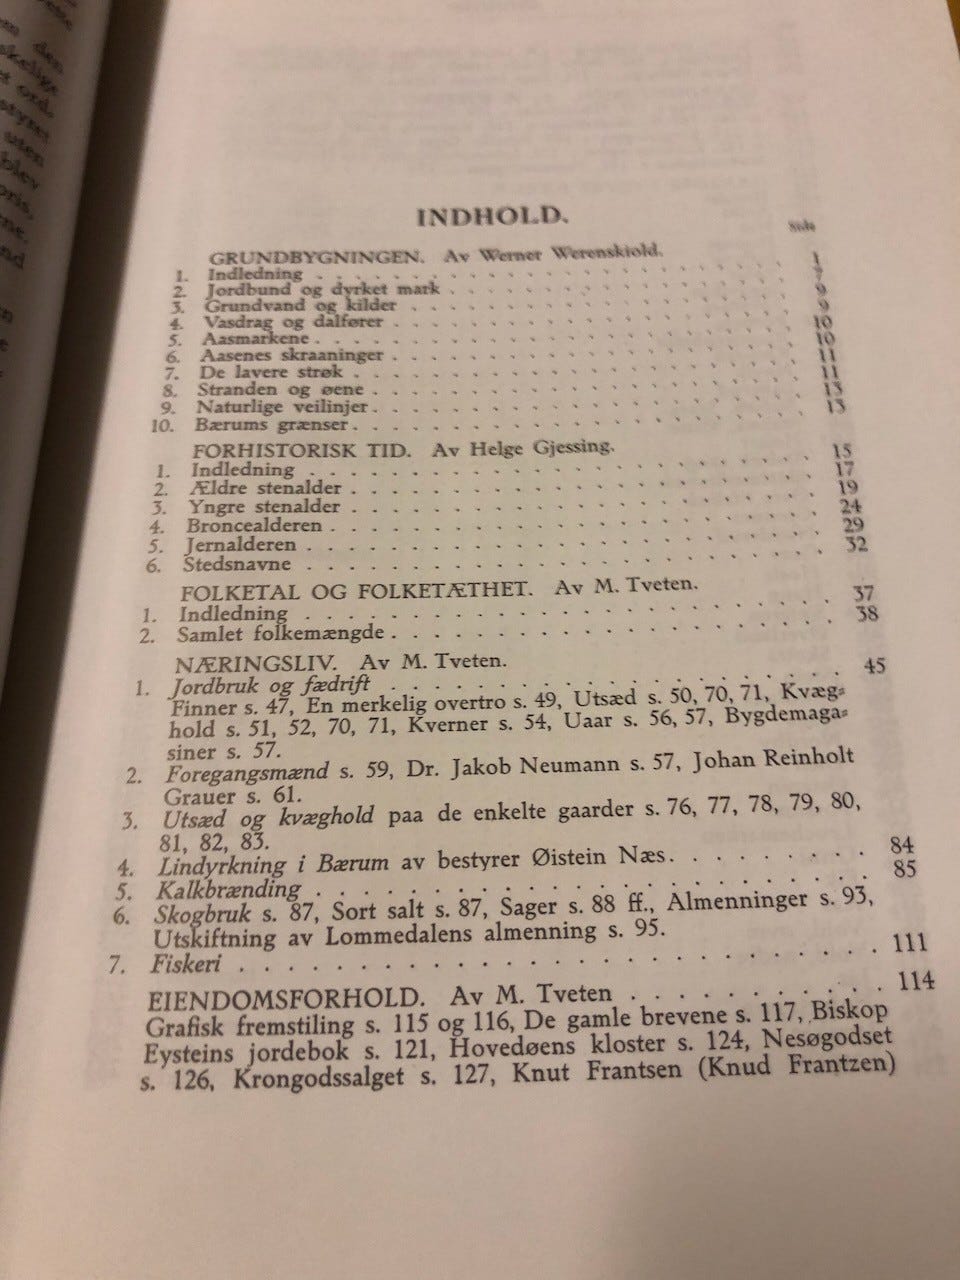 den
skelige
ord.
styret
uten
blev
oris,
INDHOLD.
Side
GRUNDBYGNINGEN. Av Werner Werenskiold.
1. Indledning . . . . . . . . . . 1
2. Jordbund og dyrket mark . . . . . . . . . . 7
3. Grundvand og kilder . . . . . . . . . . 9
4. Vasdrag og dalfører . . . . . . . . . . 9
5. Aasmarkene . . . . . . . . . . 10
6. Aasenes skraaninger . . . . . . . . . . 10
7. De lavere strøk . . . . . . . . . . 11
8. Stranden og øene . . . . . . . . . . 11
9. Naturlige veilinjer . . . . . . . . . . 13
10. Bærums grænser . . . . . . . . . . 13
FORHISTORISK TID. Av Helge Gjessing.
1. Indledning . . . . . . . . . . 15
2. Ældre stenalder . . . . . . . . . . 17
3. Yngre stenalder . . . . . . . . . . 19
4. Broncealderen . . . . . . . . . . 24
5. Jernalderen . . . . . . . . . . 29
6. Stedsnavne . . . . . . . . . . 32
FOLKETAL OG FOLKETÆTHET. Av M. Tveten.
1. Indledning . . . . . . . . . . 37
2. Samlet folkemængde . . . . . . . . . . 38
NÆRINGSLIV. Av M. Tveten.
1. Jordbruk og fædrift . . . . . . . . . . 45
Finner s. 47, En merkelig overtro s. 49, Utsæd s. 50, 70, 71, Kvæg-
hold s. 51, 52, 70, 71, Kverner s. 54, Uaar s. 56, 57, Bygdemaga-
siner s. 57.
2. Foregangsmænd s. 59, Dr. Jakob Neumann s. 57, Johan Reinholt
Grauer s. 61.
3. Utsæd og kvæghold paa de enkelte gaarder s. 76, 77, 78, 79, 80,
81, 82, 83.
4. Lindyrkning i Bærum av bestyrer Øistein Næs. . . . . . . . 84
5. Kalkbrænding . . . . . . . . . . 85
6. Skogbruk s. 87, Sort salt s. 87, Sager s. 88 ff., Almenninger s. 93,
Utskiftning av Lommedalens almenning s. 95.
7. Fiskeri . . . . . . . . . . 111
EIENDOMSFORHOLD. Av M. Tveten . . . . . . . . . . 114
Grafisk fremstiling s. 115 og 116, De gamle brevene s. 117, Biskop
Eysteins jordebok s. 121, Hovedøens kloster s. 124, Nesøgodset
s. 126, Krongodssalget s. 127, Knut Frantsen (Knud Frantzen)